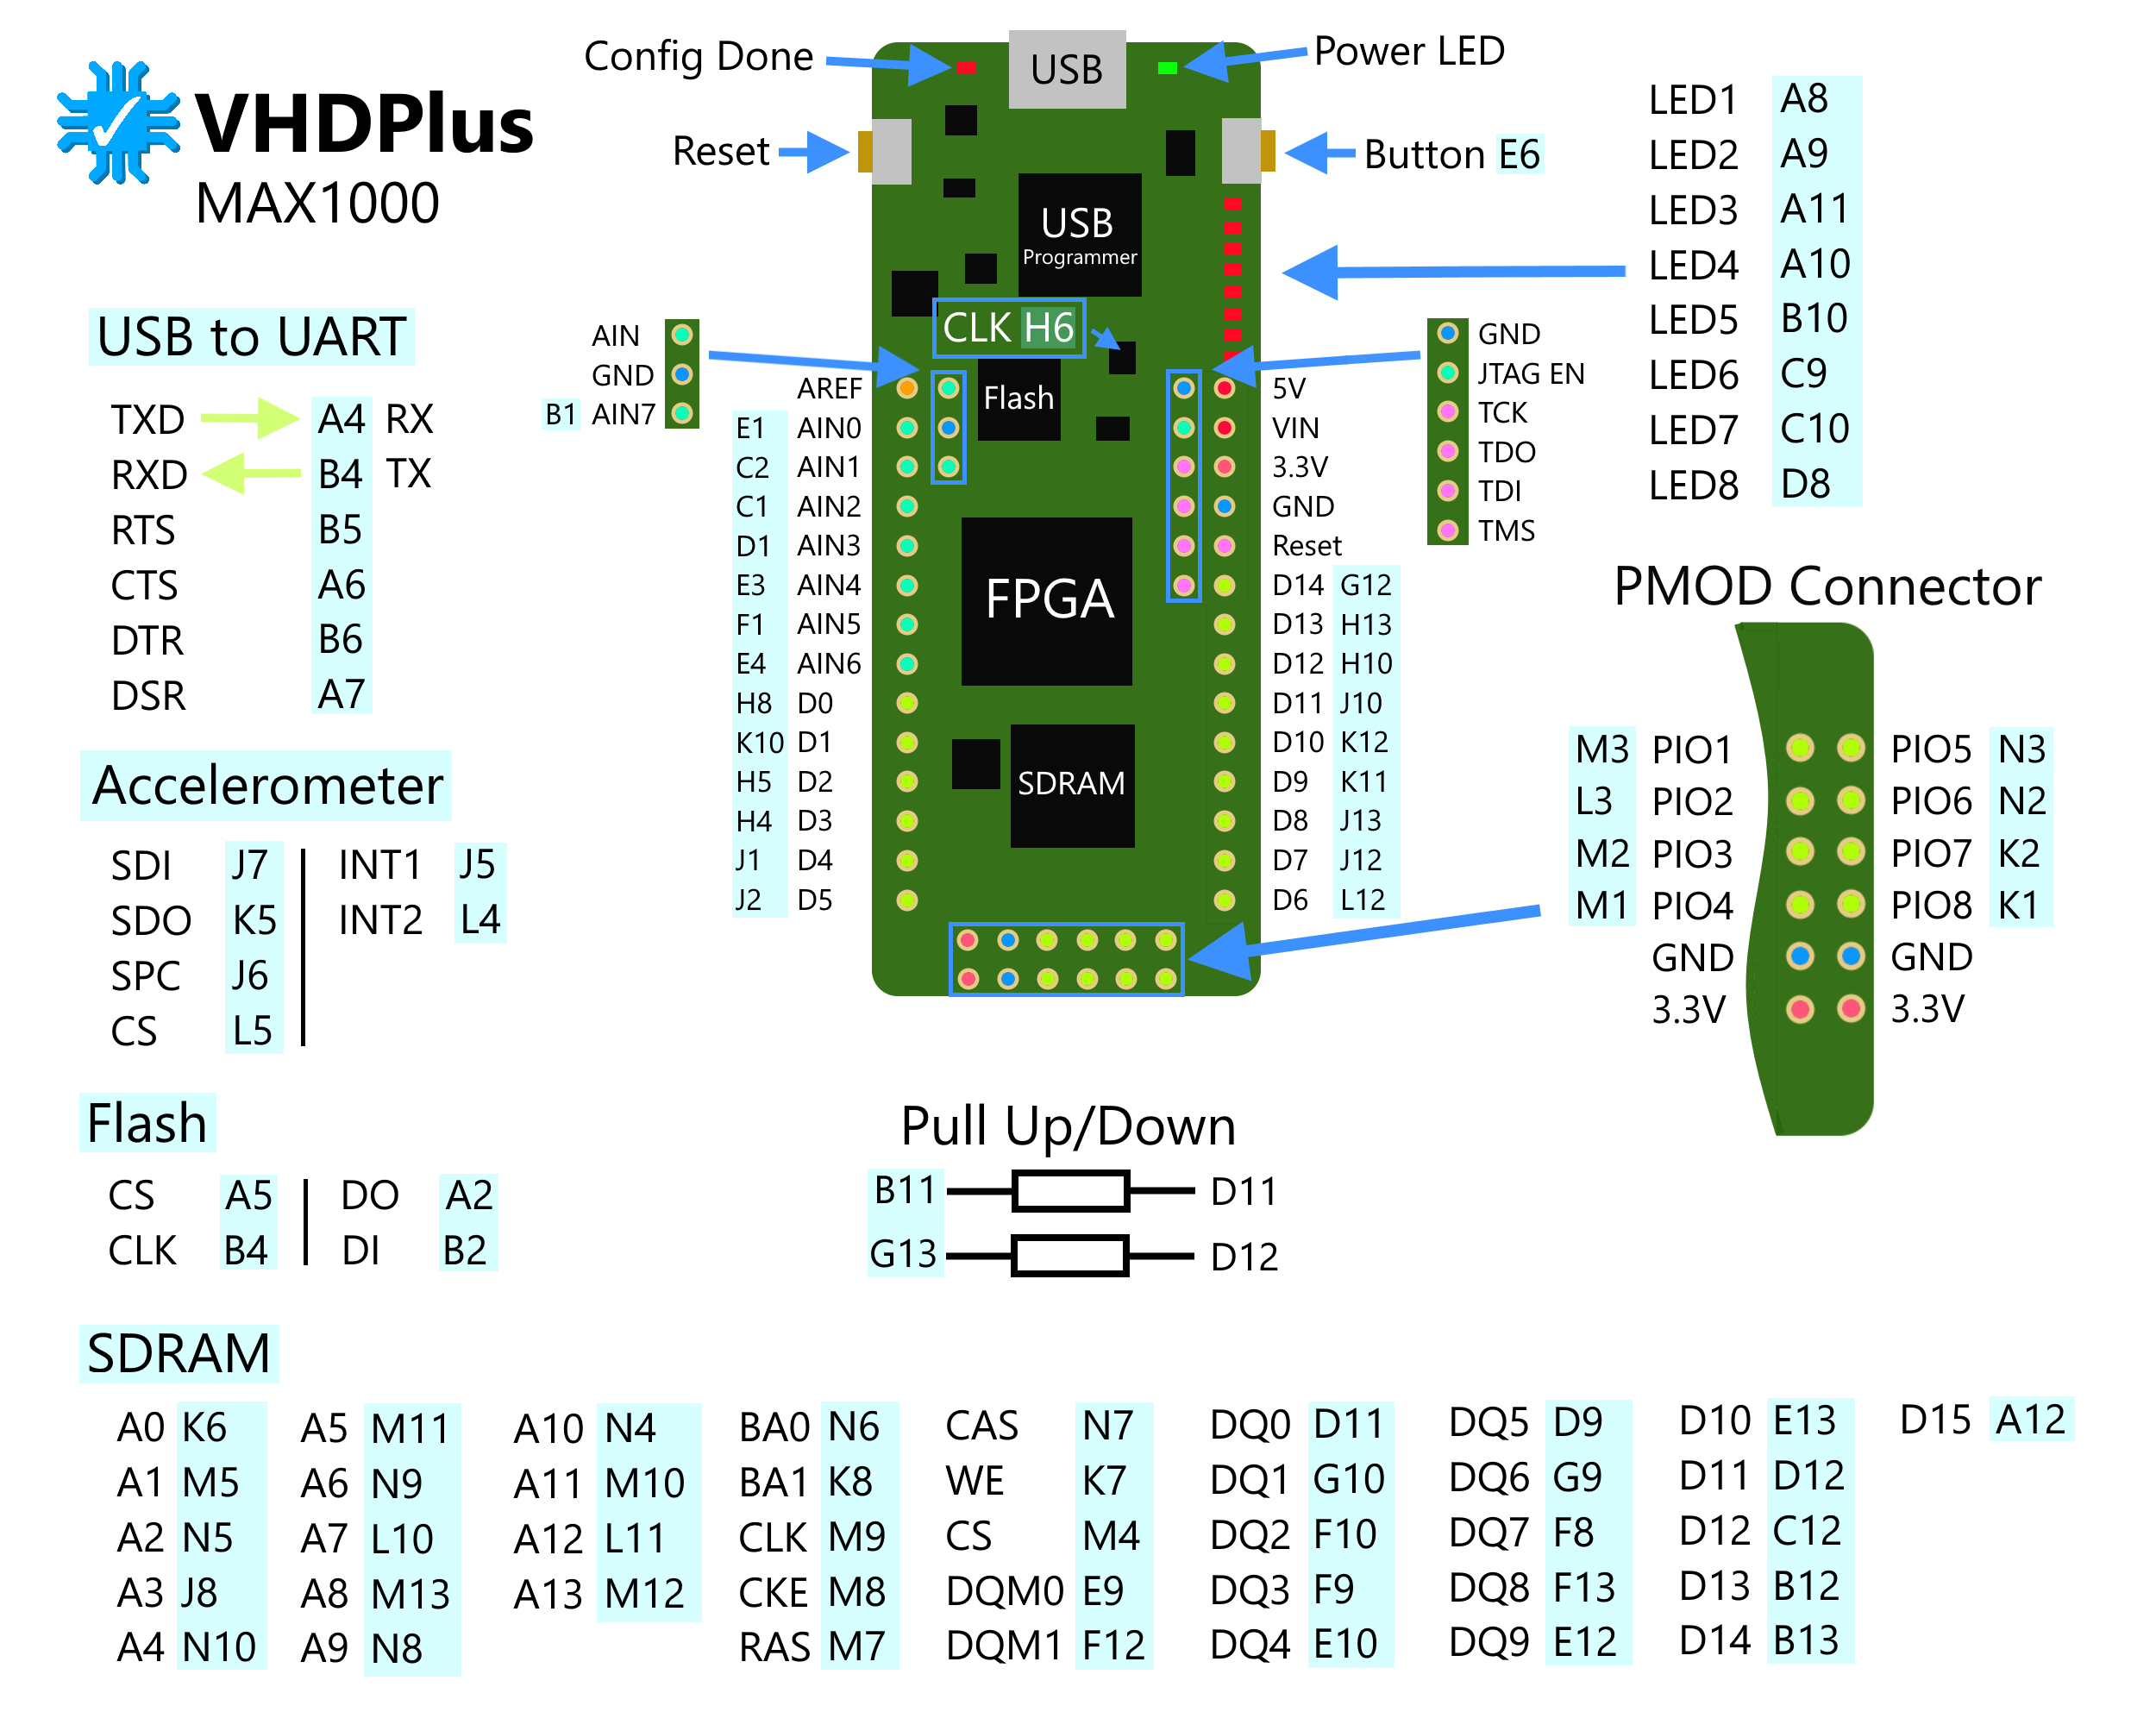 VHDPlus
MAX1000
Config Done
USB
Power LED
Reset
Button E6
USB
Programmer
CLK H6
Flash
FPGA
SDRAM
LED1 A8
LED2 A9
LED3 A11
LED4 A10
LED5 B10
LED6 C9
LED7 C10
LED8 D8
USB to UART
TXD A4 RX
RXD B4 TX
RTS B5
CTS A6
DTR B6
DSR A7
AIN
GND
B1 AIN7
AREF
E1 AIN0
C2 AIN1
C1 AIN2
D1 AIN3
E3 AIN4
F1 AIN5
E4 AIN6
H8 D0
K10 D1
H5 D2
H4 D3
J1 D4
J2 D5
5V
VIN
3.3V
GND
Reset
D14 G12
D13 H13
D12 H10
D11 J10
D10 K12
D9 K11
D8 J13
D7 J12
D6 L12
GND
JTAG EN
TCK
TDO
TDI
TMS
PMOD Connector
M3 PIO1 PIO5 N3
L3 PIO2 PIO6 N2
M2 PIO3 PIO7 K2
M1 PIO4 PIO8 K1
GND GND
3.3V 3.3V
Accelerometer
SDI J7 INT1 J5
SDO K5 INT2 L4
SPC J6
CS L5
Flash
CS A5 DO A2
CLK B4 DI B2
Pull Up/Down
B11 D11
G13 D12
SDRAM
A0 K6 A5 M11 A10 N4 BA0 N6 CAS N7 DQ0 D11 DQ5 D9 D10 E13 D15 A12
A1 M5 A6 N9 A11 M10 BA1 K8 WE K7 DQ1 G10 DQ6 G9 D11 D12
A2 N5 A7 L10 A12 L11 CLK M9 CS M4 DQ2 F10 DQ7 F8 D12 C12
A3 J8 A8 M13 A13 M12 CKE M8 DQM0 E9 DQ3 F9 DQ8 F13 D13 B12
A4 N10 A9 N8 RAS M7 DQM1 F12 DQ4 E10 DQ9 E12 D14 B13